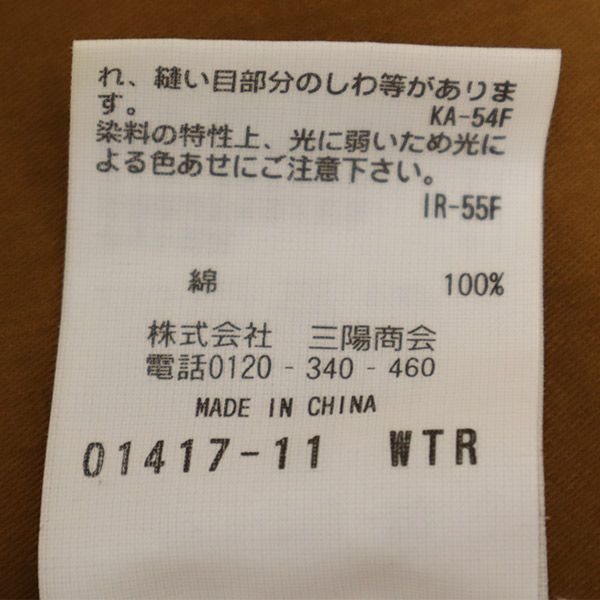 れ、縫い目部分のしわ等がありま
す。
KA-54F
染料の特性上、光に弱いため光に
よる色あせにご注意下さい。
IR-55F
綿 100%
株式会社 三陽商会
電話0120-340-460
MADE IN CHINA
01417-11 WTR